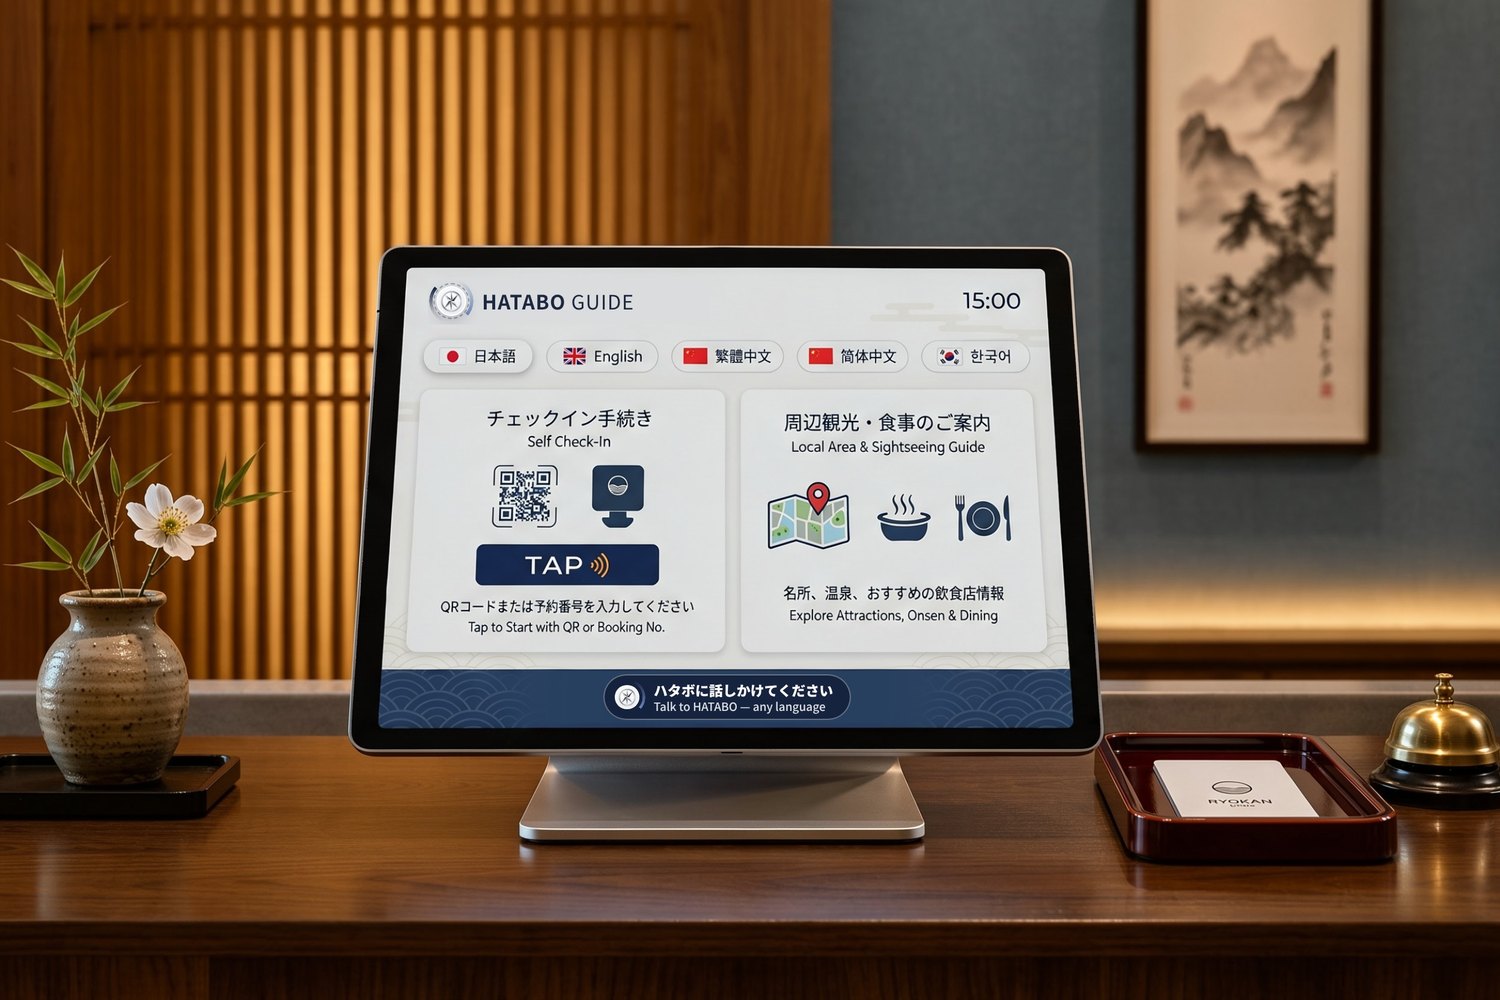 HATABO GUIDE
15:00
日本語
English
繁體中文
简体中文
한국어
チェックイン手続き
Self Check-In
TAP
QRコードまたは予約番号を入力してください
Tap to Start with QR or Booking No.
周辺観光・食事のご案内
Local Area & Sightseeing Guide
名所、温泉、おすすめの飲食店情報
Explore Attractions, Onsen & Dining
ハタボに話しかけてください
Talk to HATABO — any language
RYOKAN